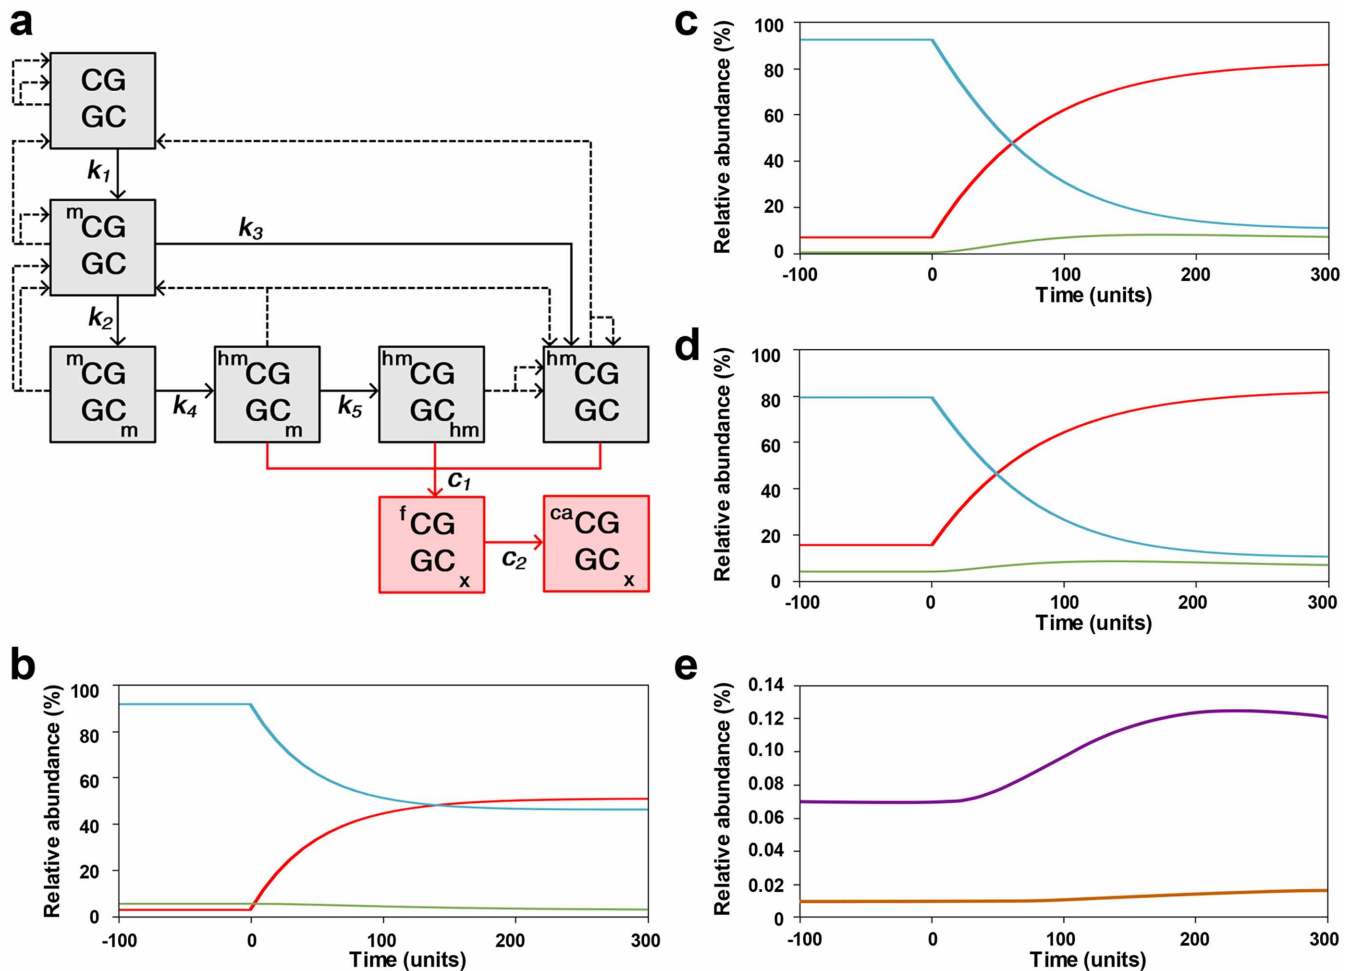 a
CG
GC
k1
mCG
GC
k3
k2
mCG
GCm
k4
hmCG
GCm
k5
hmCG
GChm
hmCG
GC
c1
fCG
GCx
c2
caCG
GCx
b
Relative abundance (%)
100
80
60
40
20
0
-100
0
100
200
300
Time (units)
c
Relative abundance (%)
100
80
60
40
20
0
-100
0
100
200
300
Time (units)
d
Relative abundance (%)
100
80
60
40
20
0
-100
0
100
200
300
Time (units)
e
Relative abundance (%)
0.14
0.12
0.10
0.08
0.06
0.04
0.02
0
-100
0
100
200
300
Time (units)